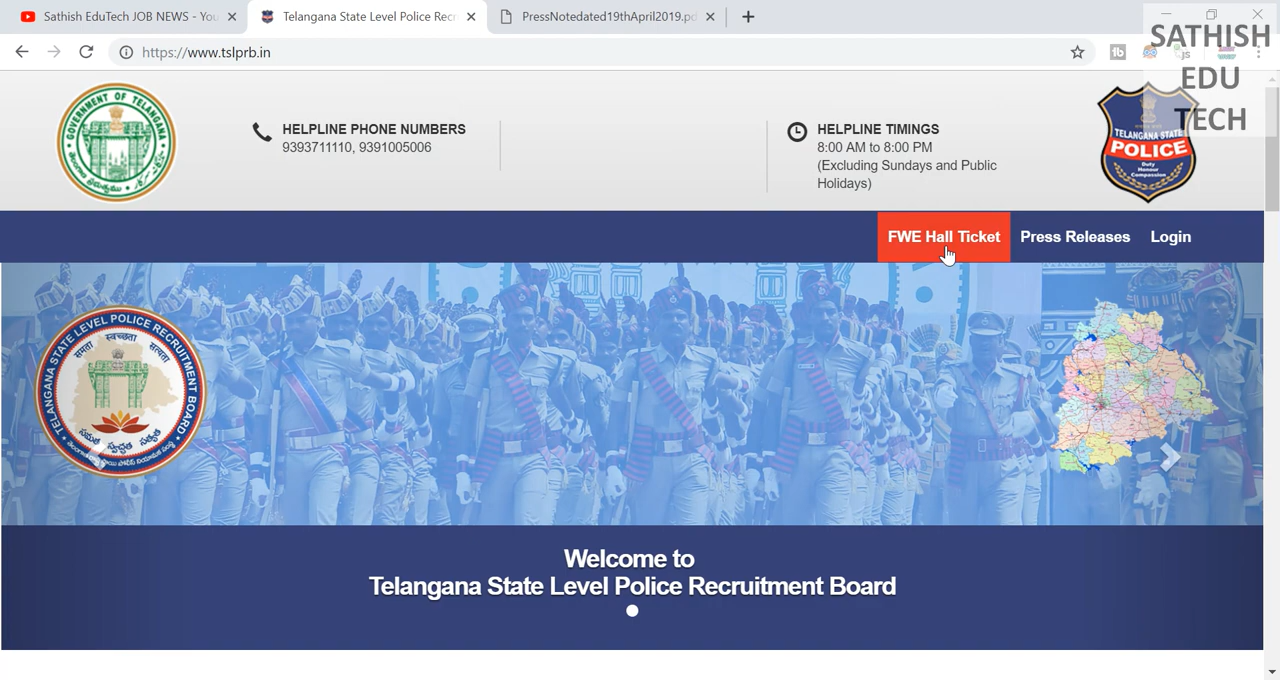 Sathish EduTech JOB NEWS - You
Telangana State Level Police Recr
PressNotedated19thApril2019.pd
https://www.tslprb.in
SATHISH
EDU
TECH
GOVERNMENT OF TELANGANA
HELPLINE PHONE NUMBERS
9393711110, 9391005006
HELPLINE TIMINGS
8:00 AM to 8:00 PM
(Excluding Sundays and Public
Holidays)
TELANGANA STATE
POLICE
Duty
Honour
Compassion
FWE Hall Ticket
Press Releases
Login
TELANGANA STATE LEVEL POLICE RECRUITMENT BOARD
Welcome to
Telangana State Level Police Recruitment Board